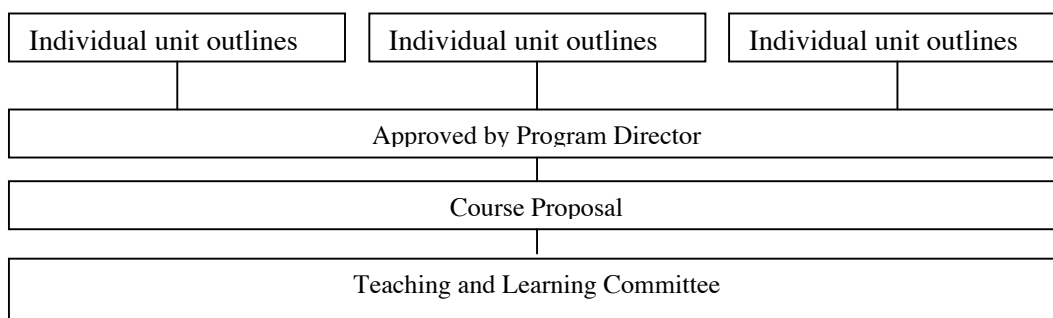 Individual unit outlines
Individual unit outlines
Individual unit outlines
Approved by Program Director
Course Proposal
Teaching and Learning Committee